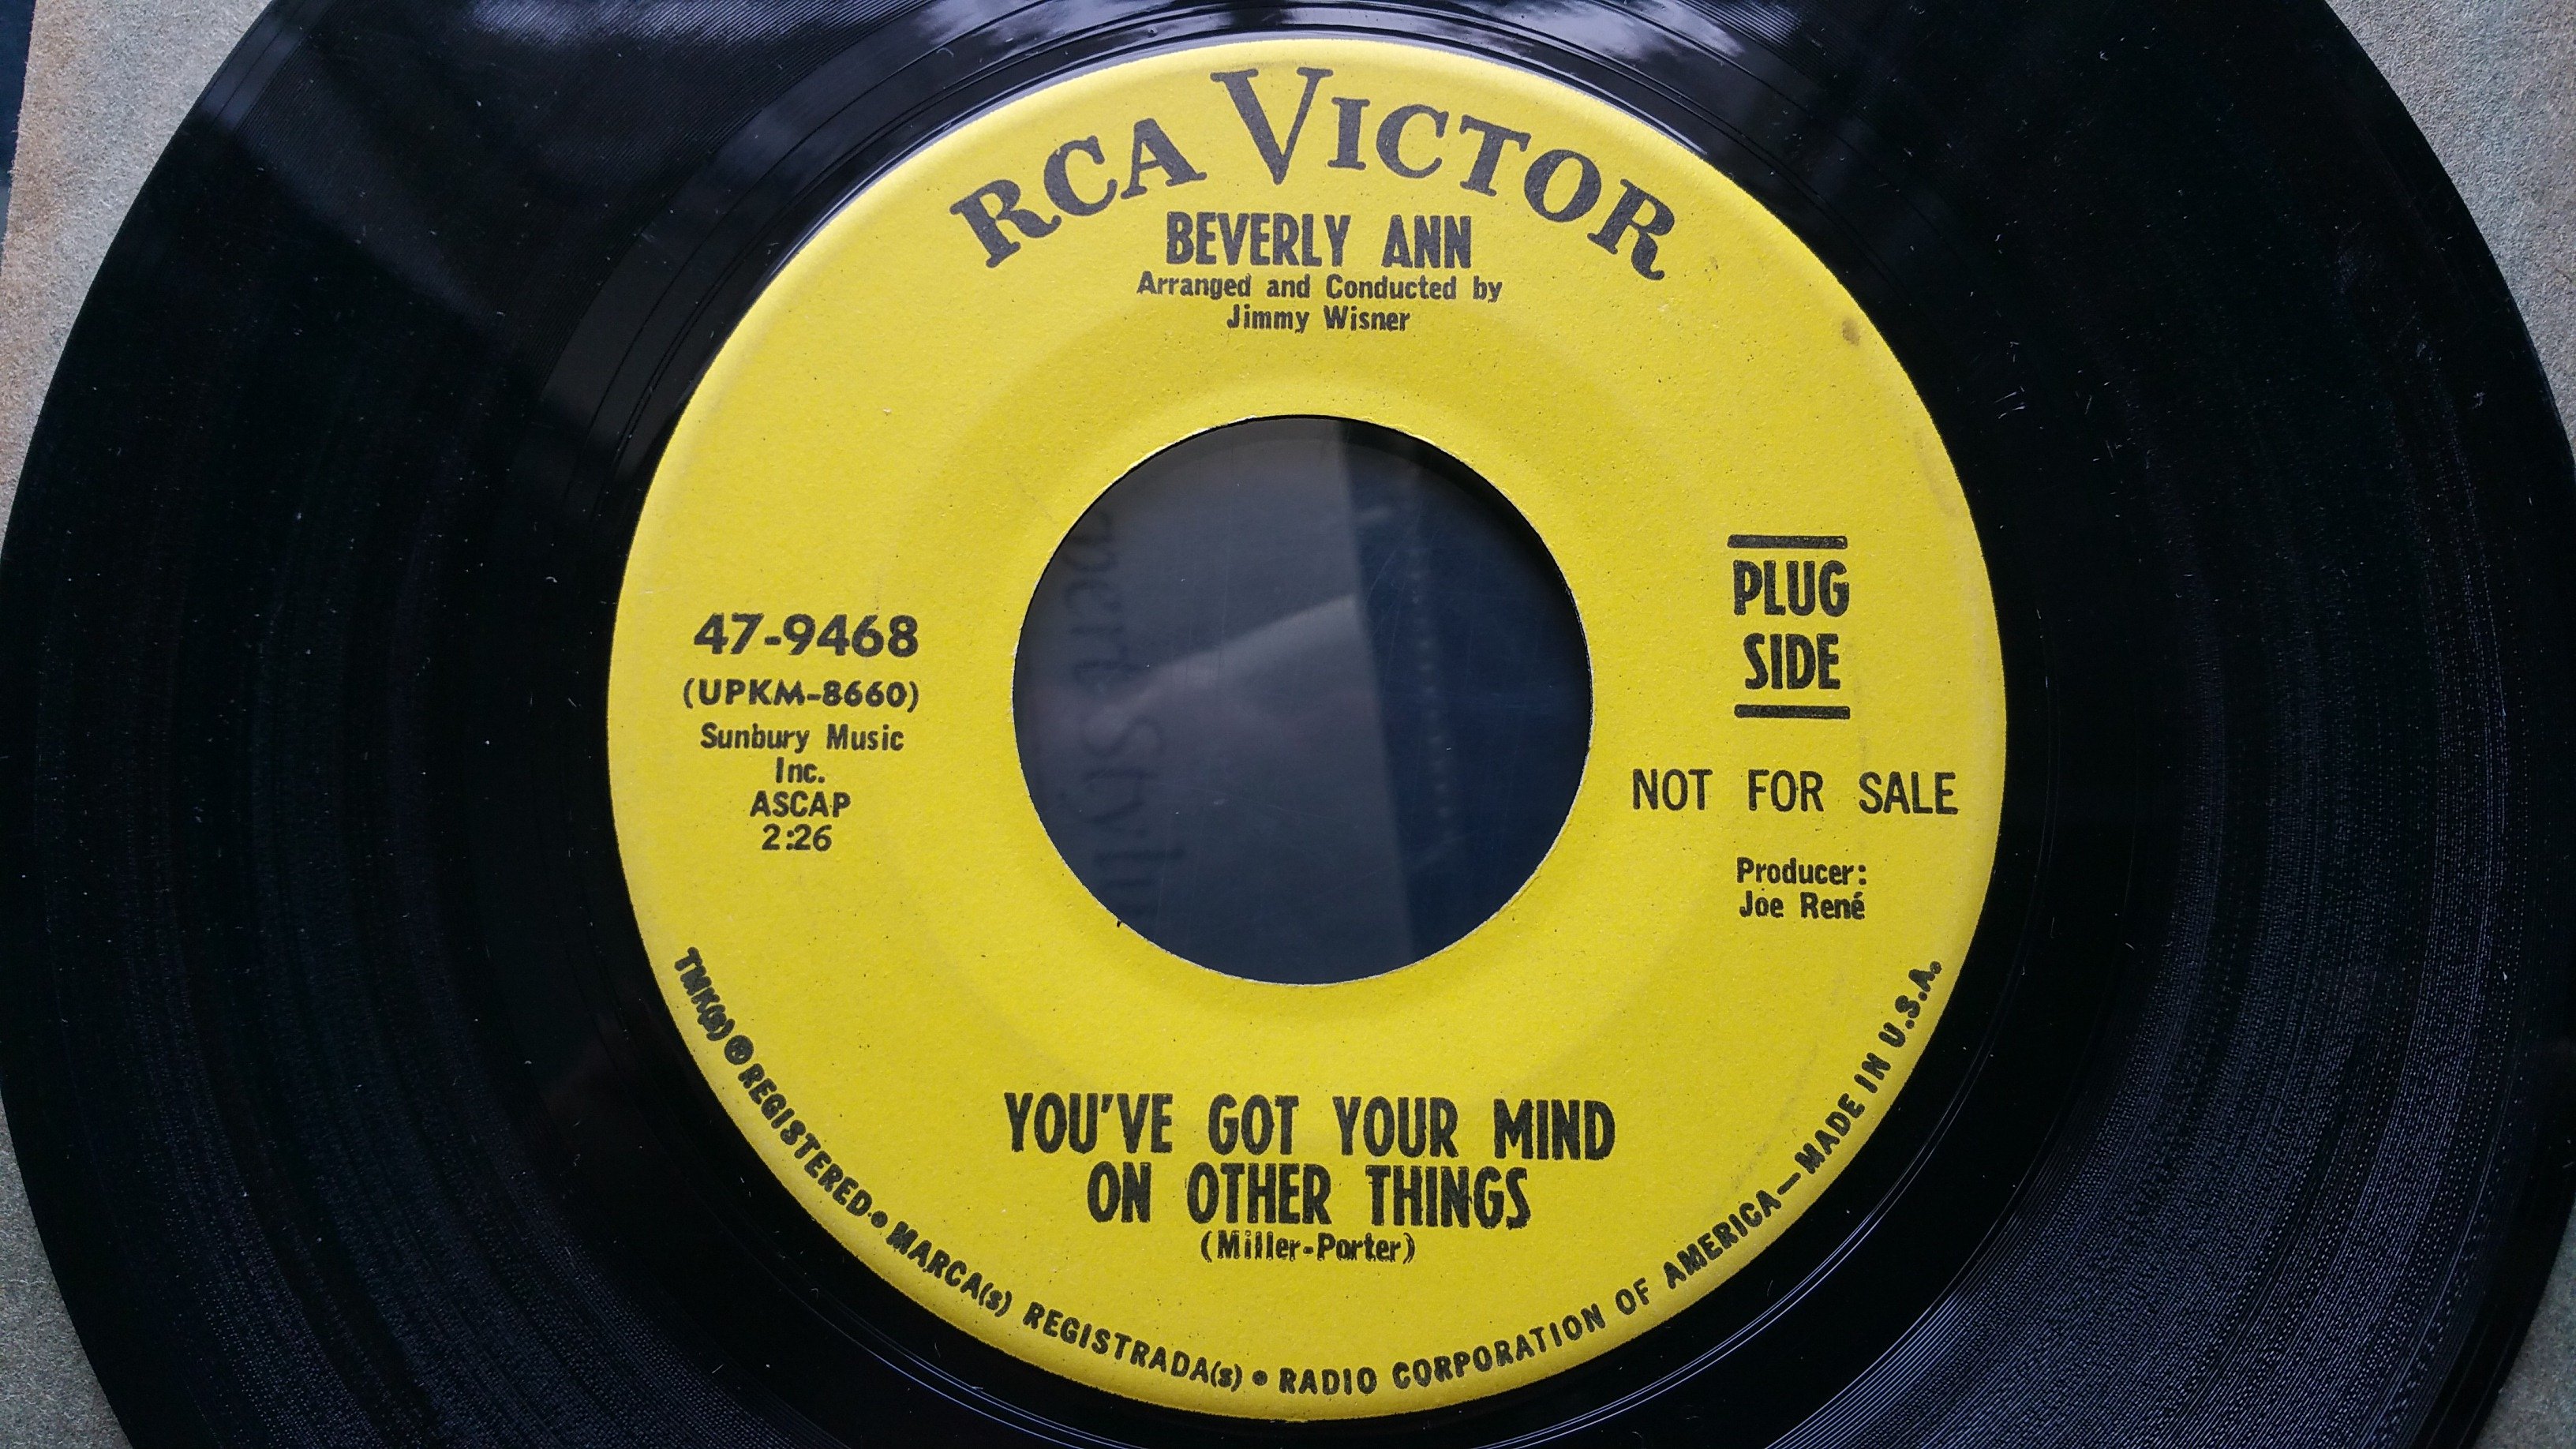 RCA VICTOR
BEVERLY ANN
Arranged and Conducted by
Jimmy Wisner
47-9468
(UPKM-8660)
Sunbury Music
Inc.
ASCAP
2:26
PLUG
SIDE
NOT FOR SALE
Producer:
Joe René
YOU'VE GOT YOUR MIND
ON OTHER THINGS
(Miller-Porter)
TMK(s) ® REGISTERED • MARCA(s) REGISTRADA(s) • RADIO CORPORATION OF AMERICA—MADE IN U.S.A.